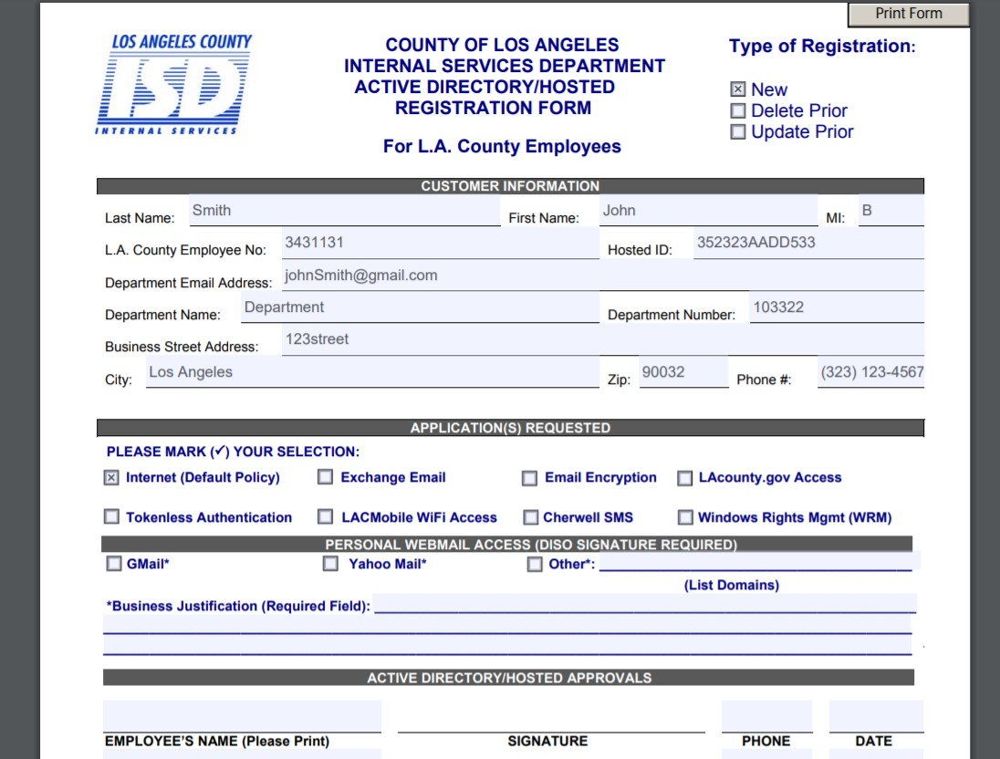 Print Form
LOS ANGELES COUNTY
ISD
INTERNAL SERVICES
COUNTY OF LOS ANGELES
INTERNAL SERVICES DEPARTMENT
ACTIVE DIRECTORY/HOSTED
REGISTRATION FORM
For L.A. County Employees
Type of Registration:
New
Delete Prior
Update Prior
CUSTOMER INFORMATION
Last Name: Smith First Name: John MI: B
L.A. County Employee No: 3431131 Hosted ID: 352323AADD533
Department Email Address: johnSmith@gmail.com
Department Name: Department Department Number: 103322
Business Street Address: 123street
City: Los Angeles Zip: 90032 Phone #: (323) 123-4567
APPLICATION(S) REQUESTED
PLEASE MARK (✓) YOUR SELECTION:
Internet (Default Policy) Exchange Email Email Encryption LAcounty.gov Access
Tokenless Authentication LACMobile WiFi Access Cherwell SMS Windows Rights Mgmt (WRM)
PERSONAL WEBMAIL ACCESS (DISO SIGNATURE REQUIRED)
GMail* Yahoo Mail* Other*:
(List Domains)
*Business Justification (Required Field):
ACTIVE DIRECTORY/HOSTED APPROVALS
EMPLOYEE'S NAME (Please Print) SIGNATURE PHONE DATE